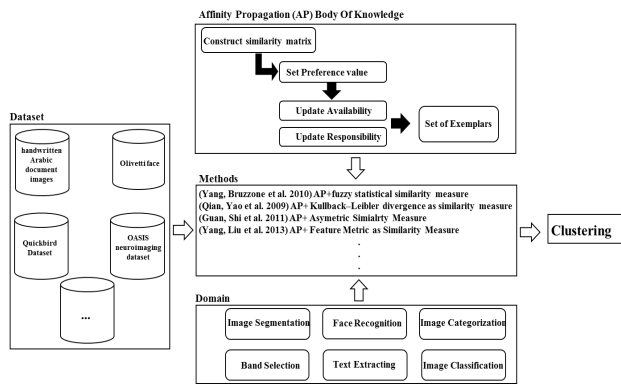 Affinity Propagation (AP) Body Of Knowledge
Construct similarity matrix
Set Preference value
Update Availability
Update Responsibility
Set of Exemplars
Dataset
handwritten
Arabic
document
images
Olivetti face
Quickbird
Dataset
OASIS
neuroimaging
dataset
...
Methods
(Yang, Bruzzone et al. 2010) AP+fuzzy statistical similarity measure
(Qian, Yao et al. 2009) AP+ Kullback–Leibler divergence as similarity measure
(Guan, Shi et al. 2011) AP+ Asymetric Simialrty Measure
(Yang, Liu et al. 2013) AP+ Feature Metric as Similarity Measure
.
.
.
Clustering
Domain
Image Segmentation
Face Recognition
Image Categorization
Band Selection
Text Extracting
Image Classification